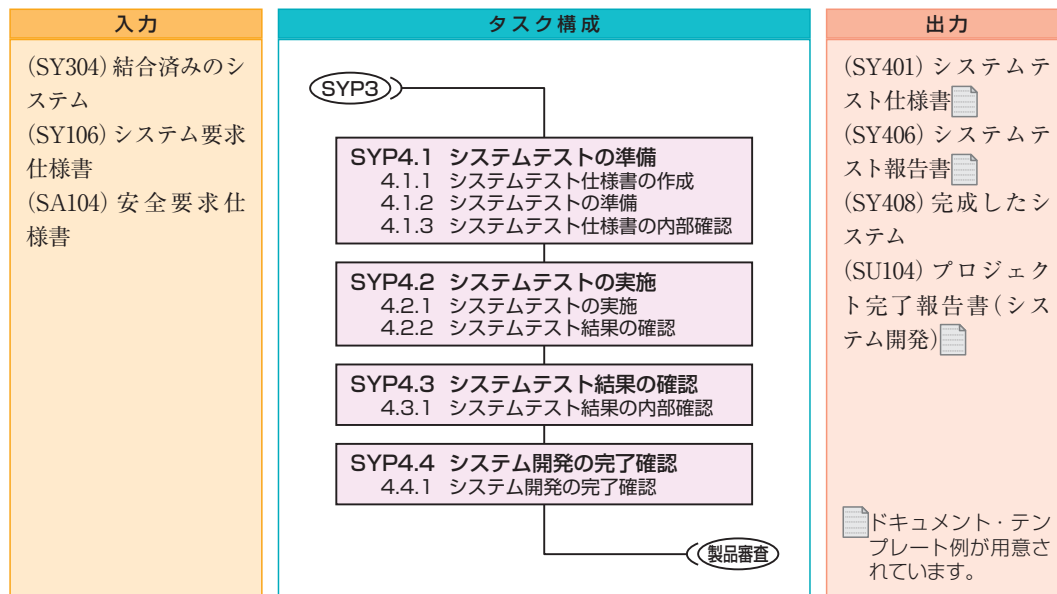 入力
(SY304) 結合済みのシ
ステム
(SY106) システム要求
仕様書
(SA104) 安全要求仕
様書
タスク構成
SYP3
SYP4.1 システムテストの準備
4.1.1 システムテスト仕様書の作成
4.1.2 システムテストの準備
4.1.3 システムテスト仕様書の内部確認
SYP4.2 システムテストの実施
4.2.1 システムテストの実施
4.2.2 システムテスト結果の確認
SYP4.3 システムテスト結果の確認
4.3.1 システムテスト結果の内部確認
SYP4.4 システム開発の完了確認
4.4.1 システム開発の完了確認
製品審査
出力
(SY401) システムテ
スト仕様書
(SY406) システムテ
スト報告書
(SY408) 完成したシ
ステム
(SU104) プロジェク
ト完了報告書(シス
テム開発)
ドキュメント・テン
プレート例が用意さ
れています。